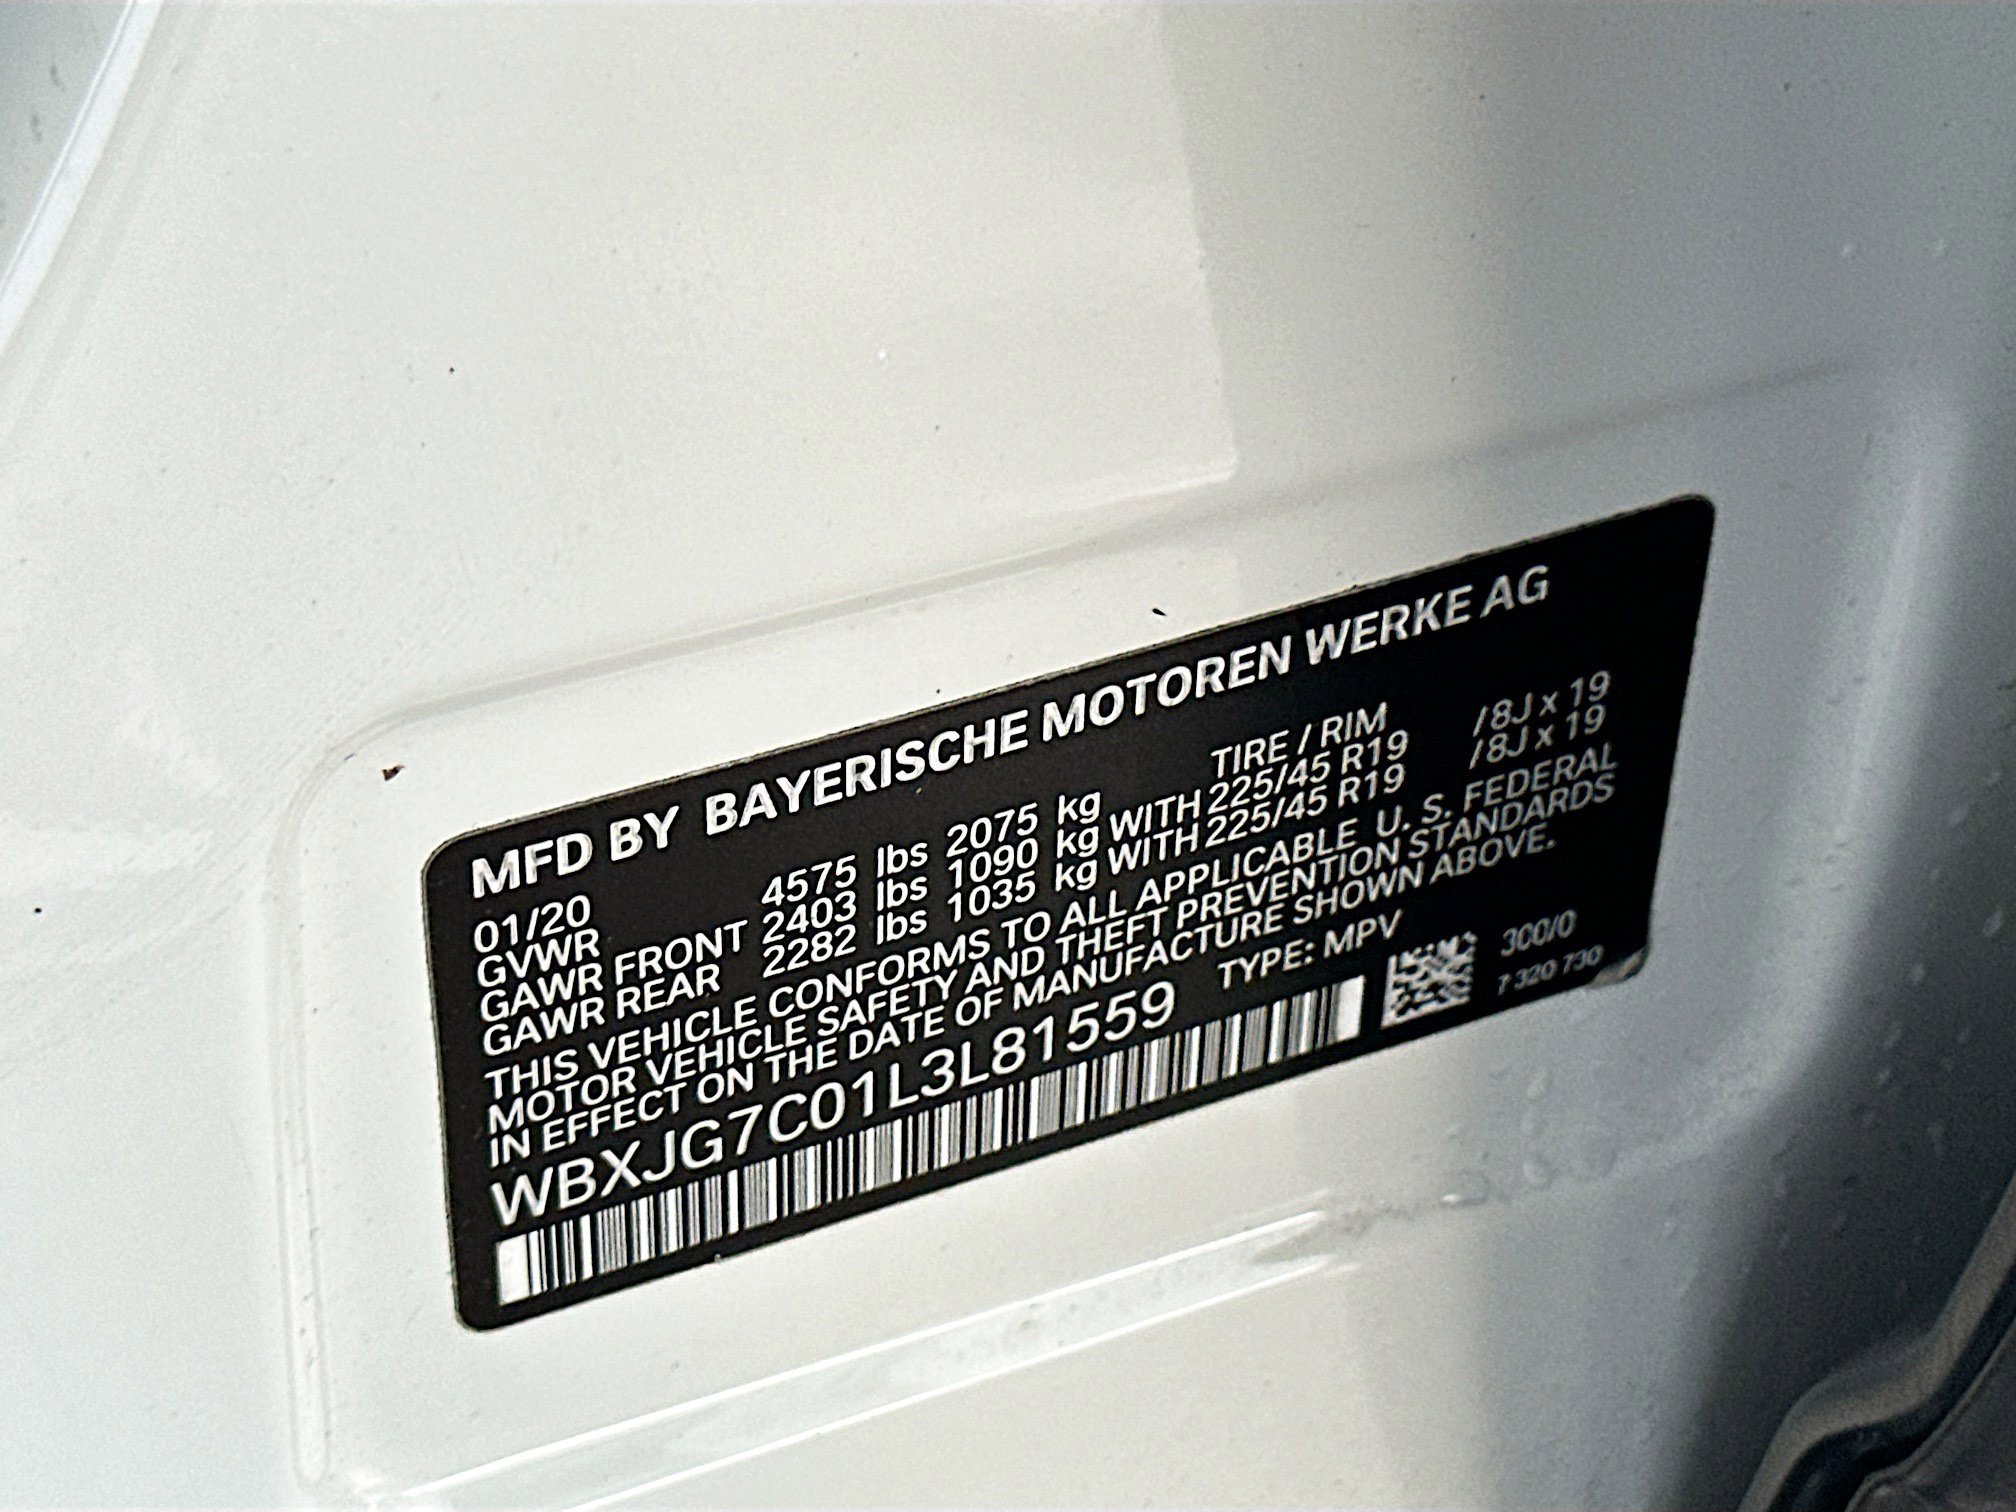 MFD BY BAYERISCHE MOTOREN WERKE AG
01/20 TIRE / RIM
GVWR 4575 lbs 2075 kg
GAWR FRONT 2403 lbs 1090 kg WITH 225/45 R19 /8J x 19
GAWR REAR 2282 lbs 1035 kg WITH 225/45 R19 /8J x 19
THIS VEHICLE CONFORMS TO ALL APPLICABLE U. S. FEDERAL
MOTOR VEHICLE SAFETY AND THEFT PREVENTION STANDARDS
IN EFFECT ON THE DATE OF MANUFACTURE SHOWN ABOVE.
WBXJG7C01L3L81559 TYPE: MPV
300/0
7 320 730